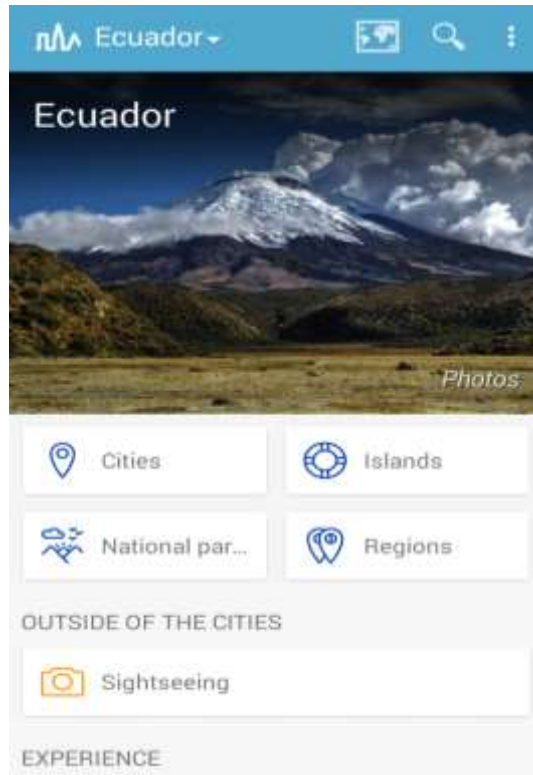 Ecuador
Ecuador
Photos
Cities
Islands
National par...
Regions
OUTSIDE OF THE CITIES
Sightseeing
EXPERIENCE